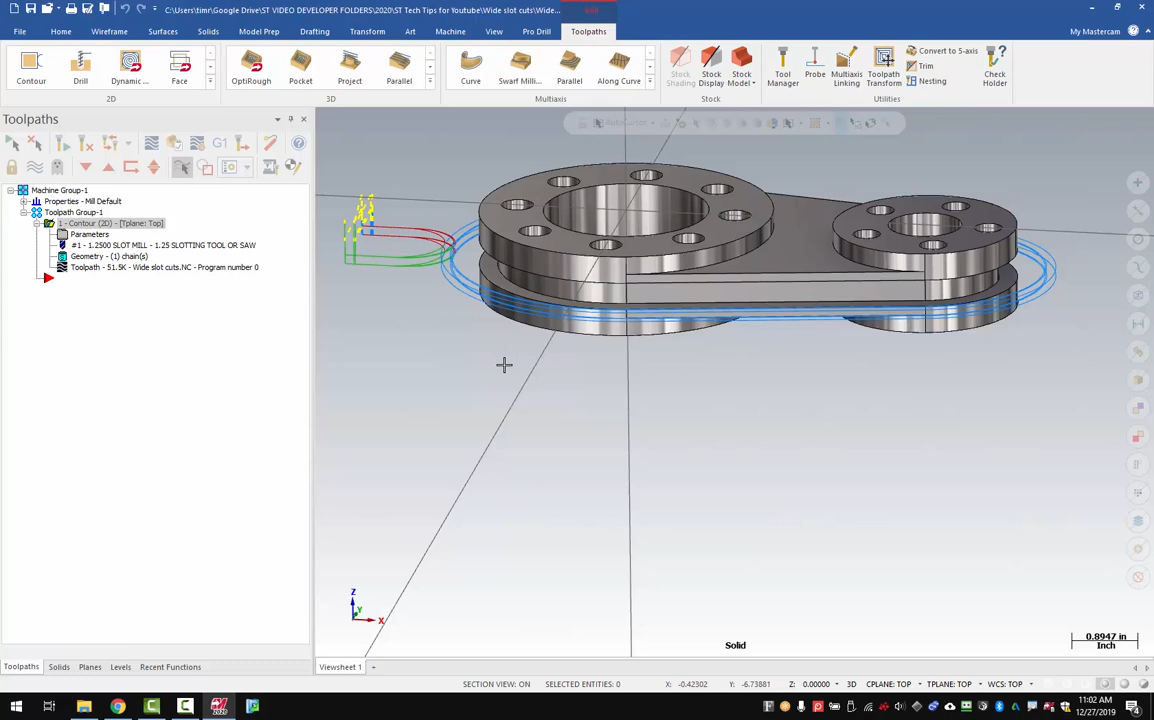 C:\Users\timr\Google Drive\ST VIDEO DEVELOPER FOLDERS\2020\ST Tech Tips for Youtube\Wide slot cuts\Wide...
File Home Wireframe Surfaces Solids Model Prep Drafting Transform Art Machine View Pro Drill Toolpaths My Mastercam
Contour Drill Dynamic ... Face
OptiRough Pocket Project Parallel
Curve Swarf Milli... Parallel Along Curve
Stock Shading Stock Display Stock Model
Tool Manager Probe Multiaxis Linking Toolpath Transform
Convert to 5-axis
Trim
Nesting
Check Holder
2D 3D Multiaxis Stock Utilities
Toolpaths
AutoCursor
G1
Machine Group-1
Properties - Mill Default
Toolpath Group-1
1 - Contour (2D) - [Tplane: Top]
Parameters
#1 - 1.2500 SLOT MILL - 1.25 SLOTTING TOOL OR SAW
Geometry - (1) chain(s)
Toolpath - 51.5K - Wide slot cuts.NC - Program number 0
Z
Y
X
Solid
0.8947 in
Inch
Toolpaths Solids Planes Levels Recent Functions
Viewsheet 1 +
SECTION VIEW: ON SELECTED ENTITIES: 0 X: -0.42302 Y: -6.73881 Z: 0.00000 3D CPLANE: TOP TPLANE: TOP WCS: TOP
11:02 AM
12/27/2019